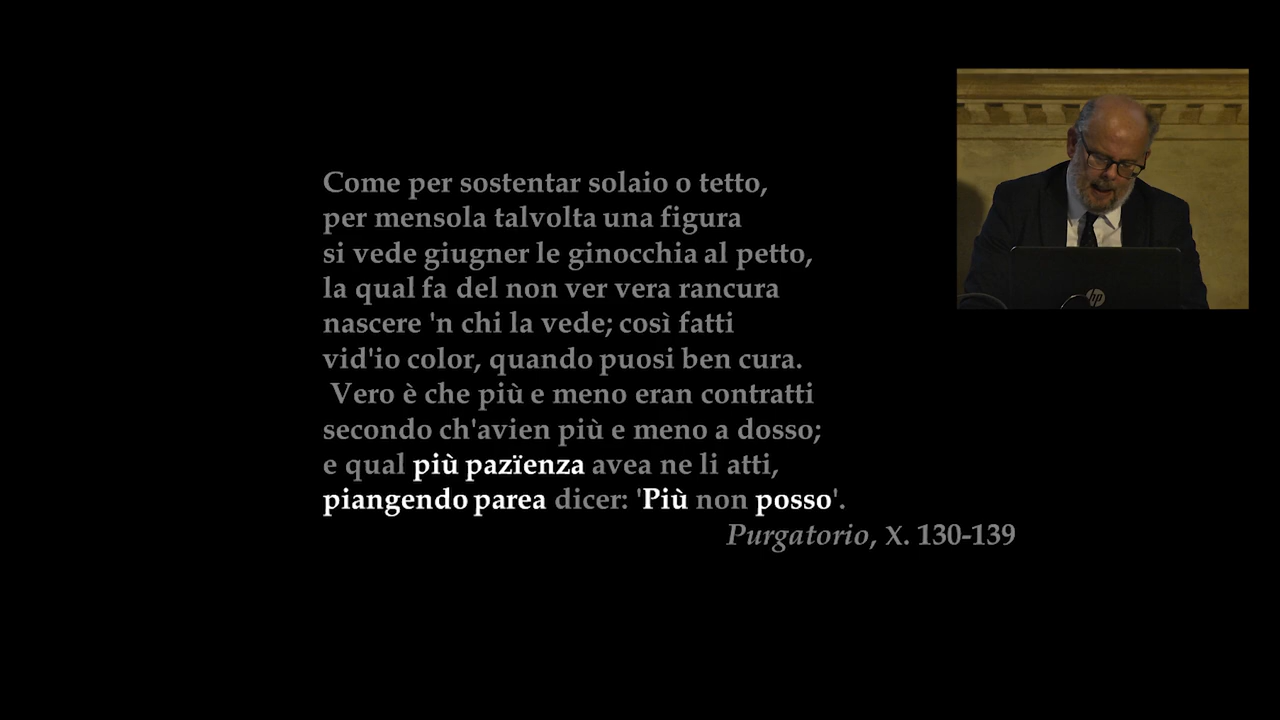 Come per sostentar solaio o tetto,
per mensola talvolta una figura
si vede giugner le ginocchia al petto,
la qual fa del non ver vera rancura
nascere 'n chi la vede; così fatti
vid'io color, quando puosi ben cura.
Vero è che più e meno eran contratti
secondo ch'avien più e meno a dosso;
e qual più pazïenza avea ne li atti,
piangendo parea dicer: 'Più non posso'.
Purgatorio, X. 130-139
hp